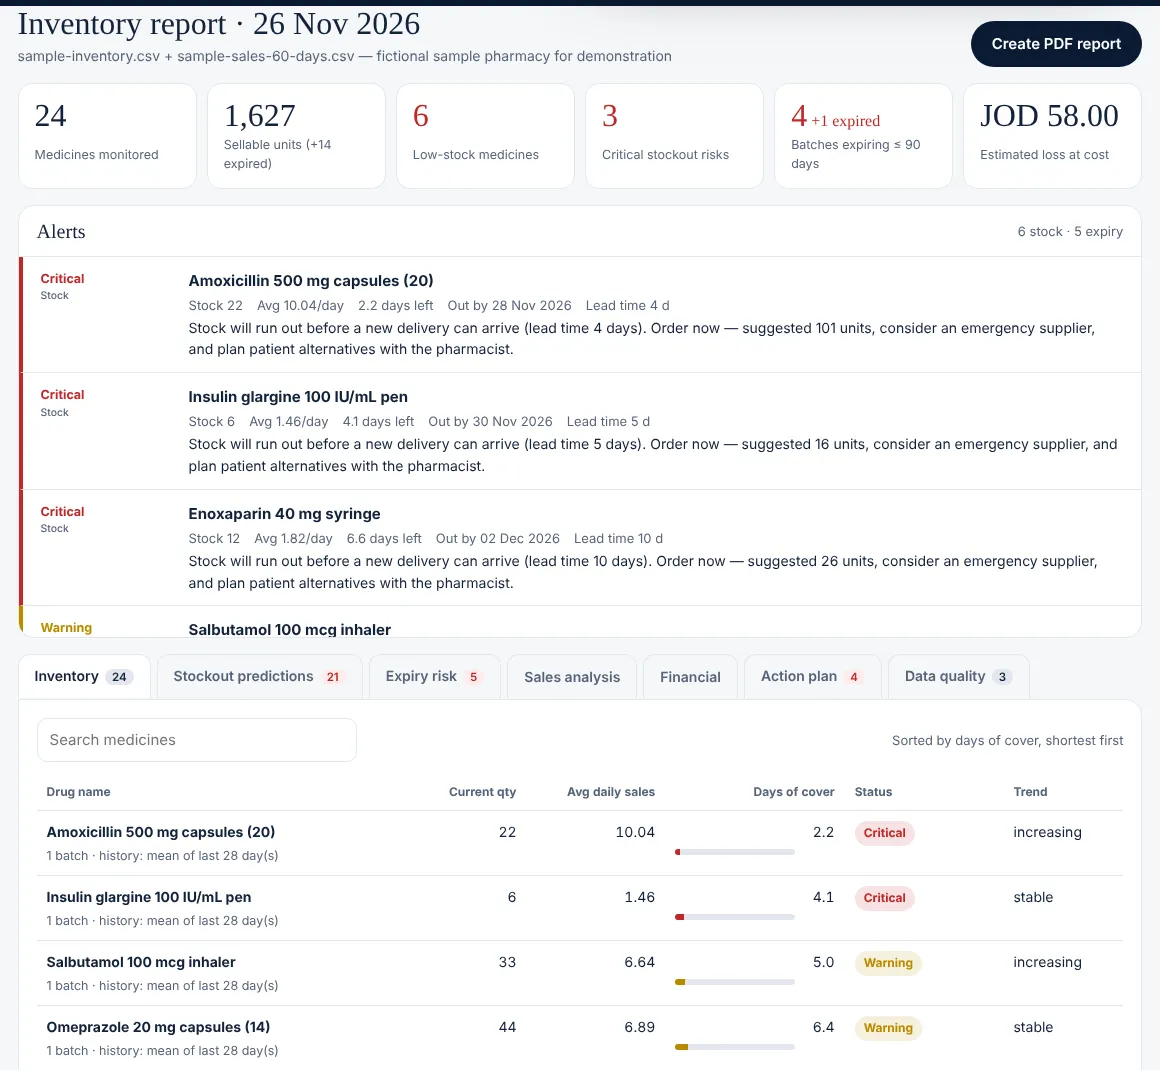 Inventory report · 26 Nov 2026
sample-inventory.csv + sample-sales-60-days.csv — fictional sample pharmacy for demonstration
Create PDF report
24
Medicines monitored
1,627
Sellable units (+14
expired)
6
Low-stock medicines
3
Critical stockout risks
4 +1 expired
Batches expiring ≤ 90
days
JOD 58.00
Estimated loss at cost
Alerts
6 stock · 5 expiry
Critical
Stock
Amoxicillin 500 mg capsules (20)
Stock 22 Avg 10.04/day 2.2 days left Out by 28 Nov 2026 Lead time 4 d
Stock will run out before a new delivery can arrive (lead time 4 days). Order now — suggested 101 units, consider an emergency supplier,
and plan patient alternatives with the pharmacist.
Critical
Stock
Insulin glargine 100 IU/mL pen
Stock 6 Avg 1.46/day 4.1 days left Out by 30 Nov 2026 Lead time 5 d
Stock will run out before a new delivery can arrive (lead time 5 days). Order now — suggested 16 units, consider an emergency supplier, and
plan patient alternatives with the pharmacist.
Critical
Stock
Enoxaparin 40 mg syringe
Stock 12 Avg 1.82/day 6.6 days left Out by 02 Dec 2026 Lead time 10 d
Stock will run out before a new delivery can arrive (lead time 10 days). Order now — suggested 26 units, consider an emergency supplier,
and plan patient alternatives with the pharmacist.
Warning
Salbutamol 100 mcg inhaler
Inventory 24 Stockout predictions 21 Expiry risk 5 Sales analysis Financial Action plan 4 Data quality 3
Search medicines
Sorted by days of cover, shortest first
Drug name Current qty Avg daily sales Days of cover Status Trend
Amoxicillin 500 mg capsules (20) 22 10.04 2.2 Critical increasing
1 batch · history: mean of last 28 day(s)
Insulin glargine 100 IU/mL pen 6 1.46 4.1 Critical stable
1 batch · history: mean of last 28 day(s)
Salbutamol 100 mcg inhaler 33 6.64 5.0 Warning increasing
1 batch · history: mean of last 28 day(s)
Omeprazole 20 mg capsules (14) 44 6.89 6.4 Warning stable
1 batch · history: mean of last 28 day(s)